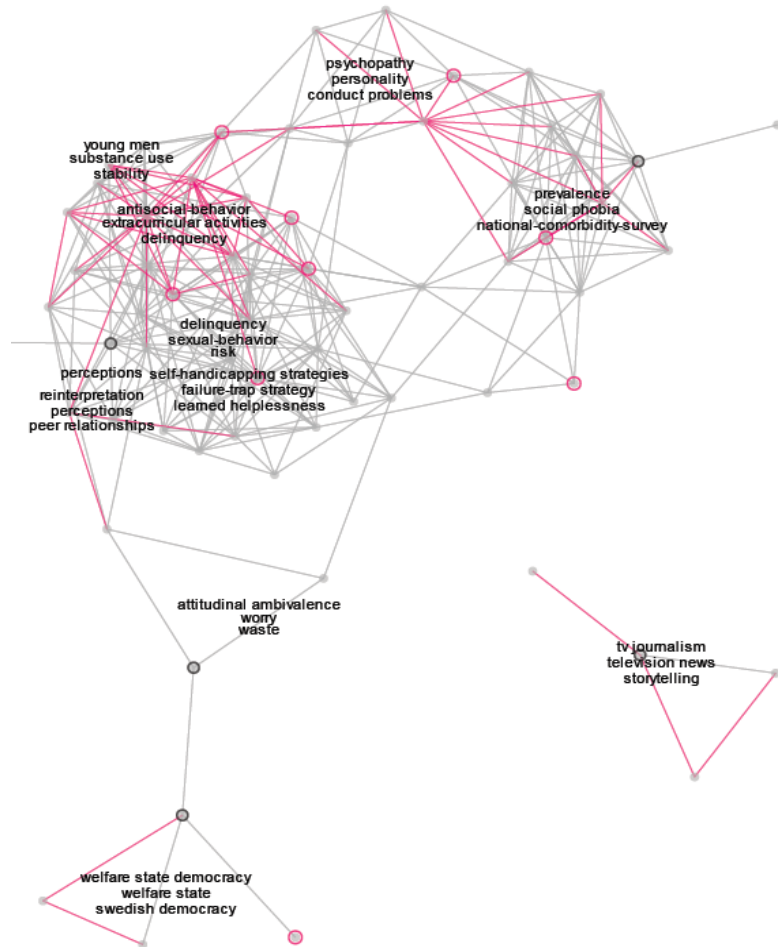 psychopathy
personality
conduct problems
young men
substance use
stability
prevalence
social phobia
national-comorbidity-survey
antisocial-behavior
extracurricular activities
delinquency
delinquency
sexual-behavior
risk
perceptions
self-handicapping strategies
failure-trap strategy
learned helplessness
reinterpretation
perceptions
peer relationships
attitudinal ambivalence
worry
waste
tv journalism
television news
storytelling
welfare state democracy
welfare state
swedish democracy